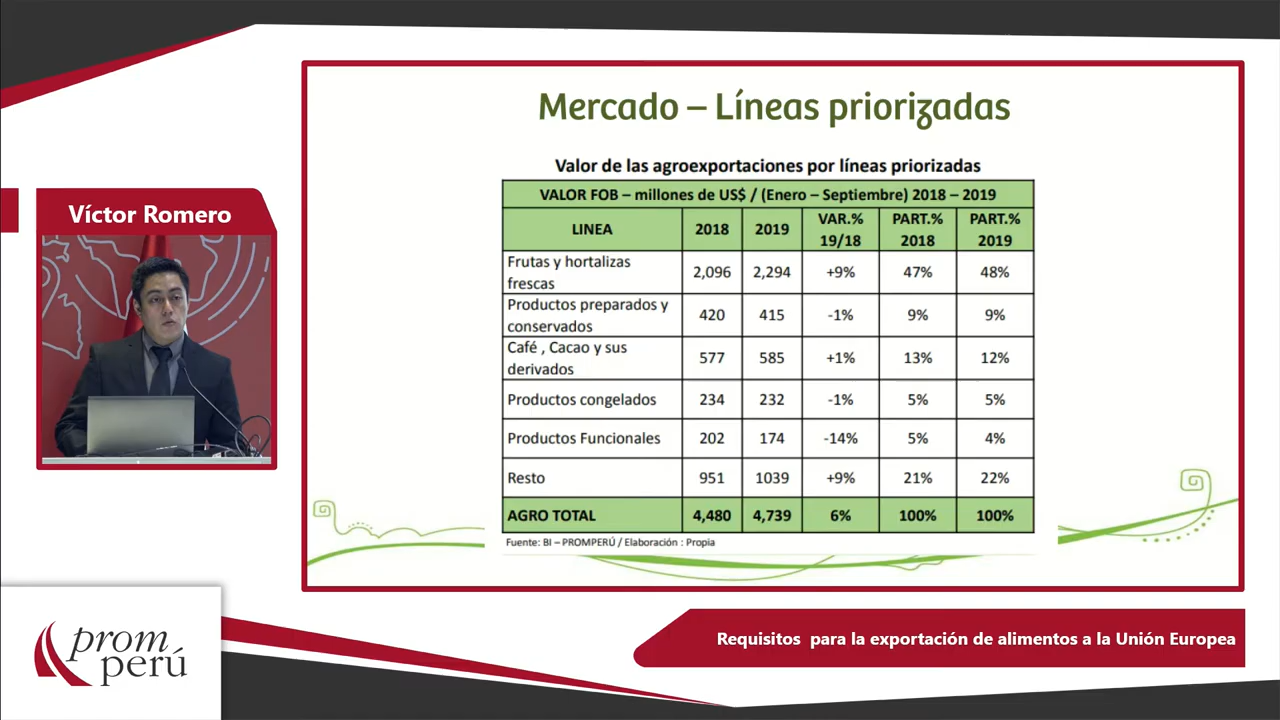 Mercado – Líneas priorizadas
Valor de las agroexportaciones por líneas priorizadas
VALOR FOB – millones de US$ / (Enero – Septiembre) 2018 – 2019
LINEA 2018 2019 VAR.% 19/18 PART.% 2018 PART.% 2019
Frutas y hortalizas frescas 2,096 2,294 +9% 47% 48%
Productos preparados y conservados 420 415 -1% 9% 9%
Café , Cacao y sus derivados 577 585 +1% 13% 12%
Productos congelados 234 232 -1% 5% 5%
Productos Funcionales 202 174 -14% 5% 4%
Resto 951 1039 +9% 21% 22%
AGRO TOTAL 4,480 4,739 6% 100% 100%
Fuente: BI – PROMPERÚ / Elaboración : Propia
Víctor Romero
prom
perú
Requisitos para la exportación de alimentos a la Unión Europea